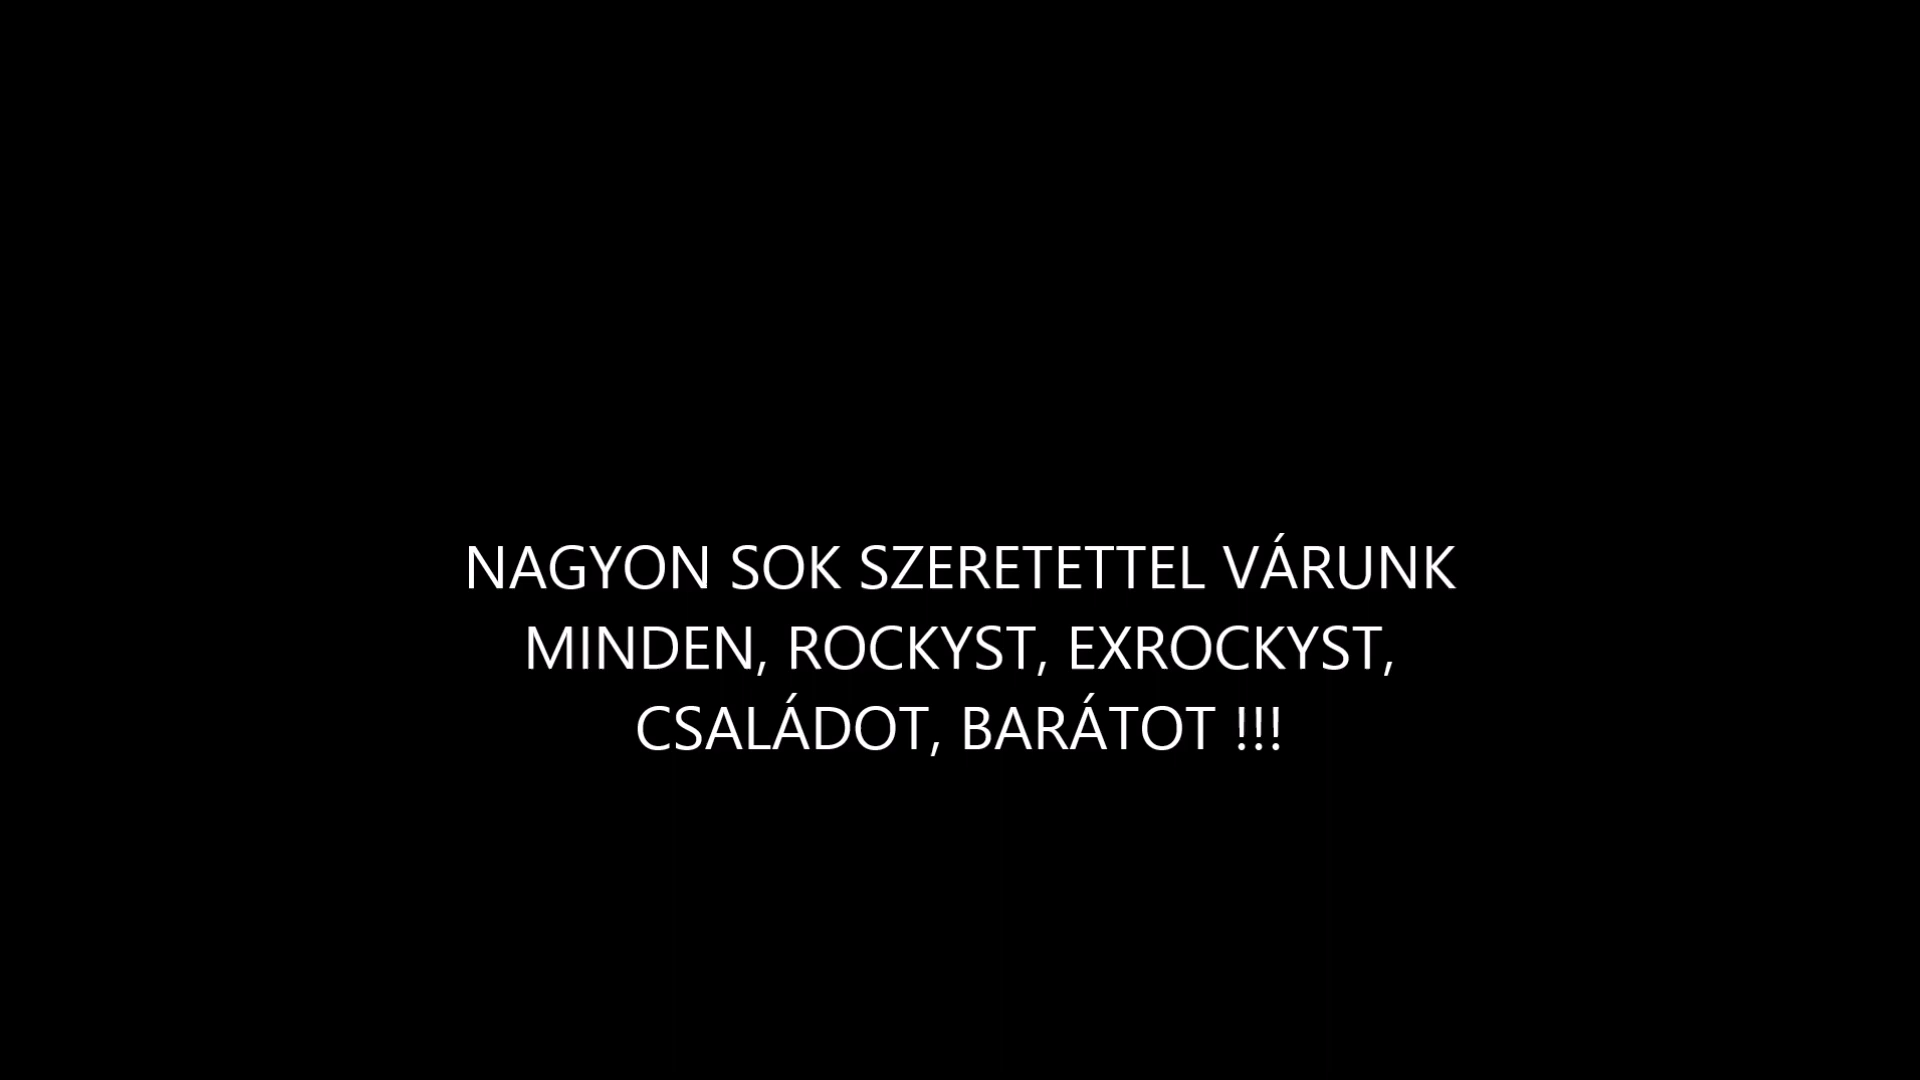 NAGYON SOK SZERETETTEL VÁRUNK
MINDEN, ROCKYST, EXROCKYST,
CSALÁDOT, BARÁTOT !!!